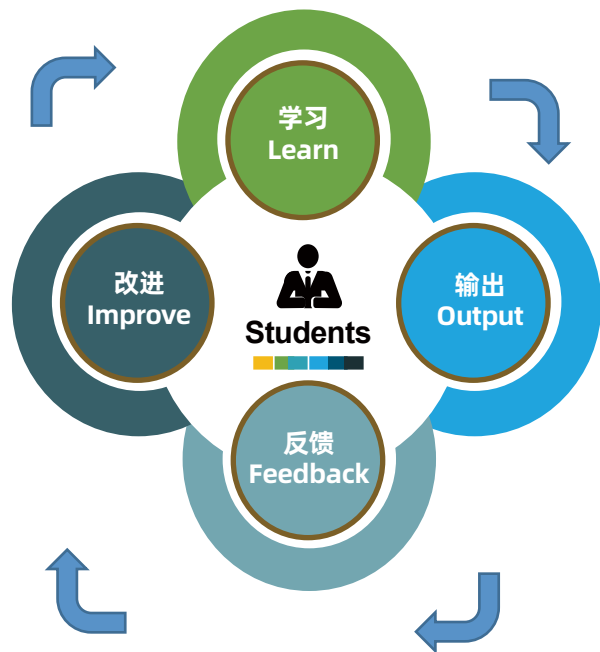 学习
Learn
改进
Improve
输出
Output
Students
反馈
Feedback